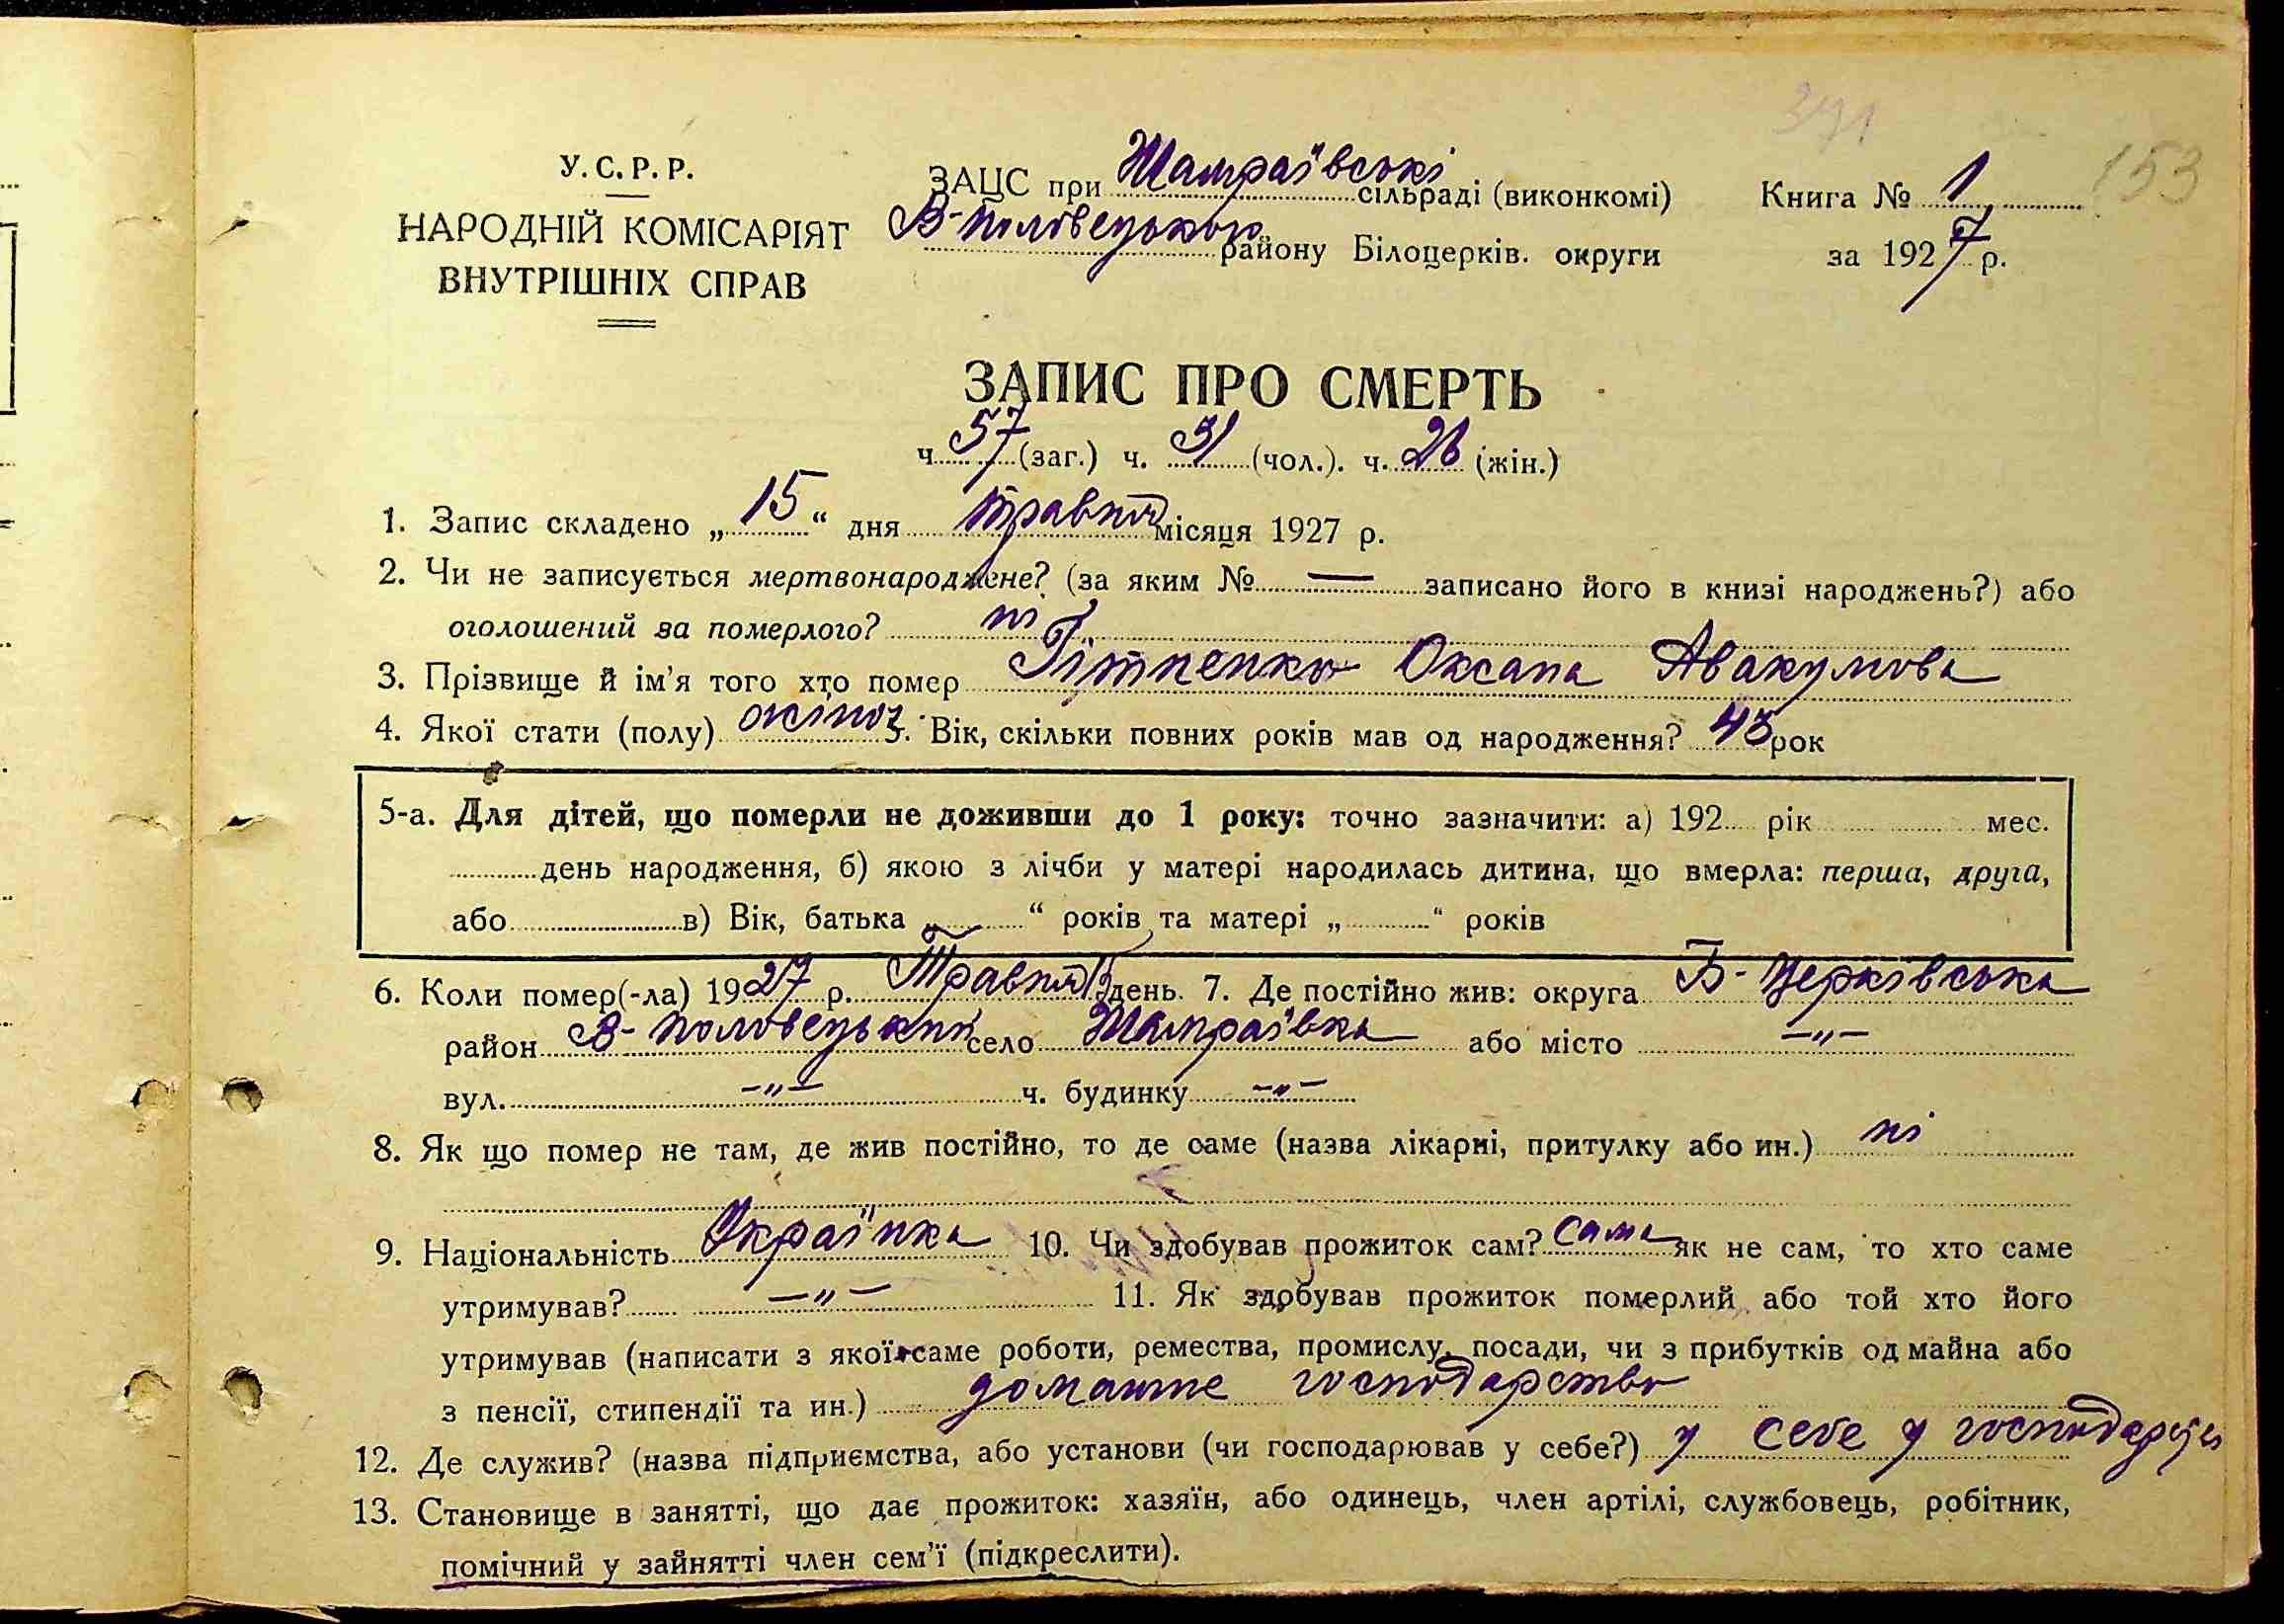 391
153
У. С. Р. Р.
НАРОДНІЙ КОМІСАРІЯТ
ВНУТРІШНІХ СПРАВ
ЗАЦС при Шамраївські сільраді (виконкомі)
В-Половецького району Білоцерків. округи
Книга № 1
за 1927 р.
ЗАПИС ПРО СМЕРТЬ
ч. 57 (заг.) ч. 31 (чол.). ч. 26 (жін.)
1. Запис складено „ 15 “ дня травня місяця 1927 р.
2. Чи не записується мертвонароджене? (за яким № — записано його в книзі народжень?) або
оголошений за померлого? ні
3. Прізвище й ім'я того хто помер Гітченко Оксана Авакумова
4. Якої стати (полу) жіноч. 5. Вік, скільки повних років мав од народження? 43 рок
5-а. Для дітей, що померли не доживши до 1 року: точно зазначити: а) 192 рік мес.
день народження, б) якою з лічби у матері народилась дитина, що вмерла: перша, друга,
або в) Вік, батька „ “ років та матері „ “ років
6. Коли помер(-ла) 1927 р. Травня 15 день. 7. Де постійно жив: округа Б-Церківська
район В-Половецький село Шамраївка або місто —„—
вул. —„— ч. будинку —„—
8. Як що помер не там, де жив постійно, то де саме (назва лікарні, притулку або ин.) ні
9. Національність Українка 10. Чи здобував прожиток сам? сама як не сам, то хто саме
утримував? —„— 11. Як здобував прожиток померлий або той хто його
утримував (написати з якої саме роботи, ремества, промислу, посади, чи з прибутків од майна або
з пенсії, стипендії та ин.) домашне господарство
12. Де служив? (назва підприємства, або установи (чи господарював у себе?) у себе у
13. Становище в занятті, що дає прожиток: хазяїн, або одинець, член артілі, службовець, робітник,
помічний у зайнятті член сем'ї (підкреслити).